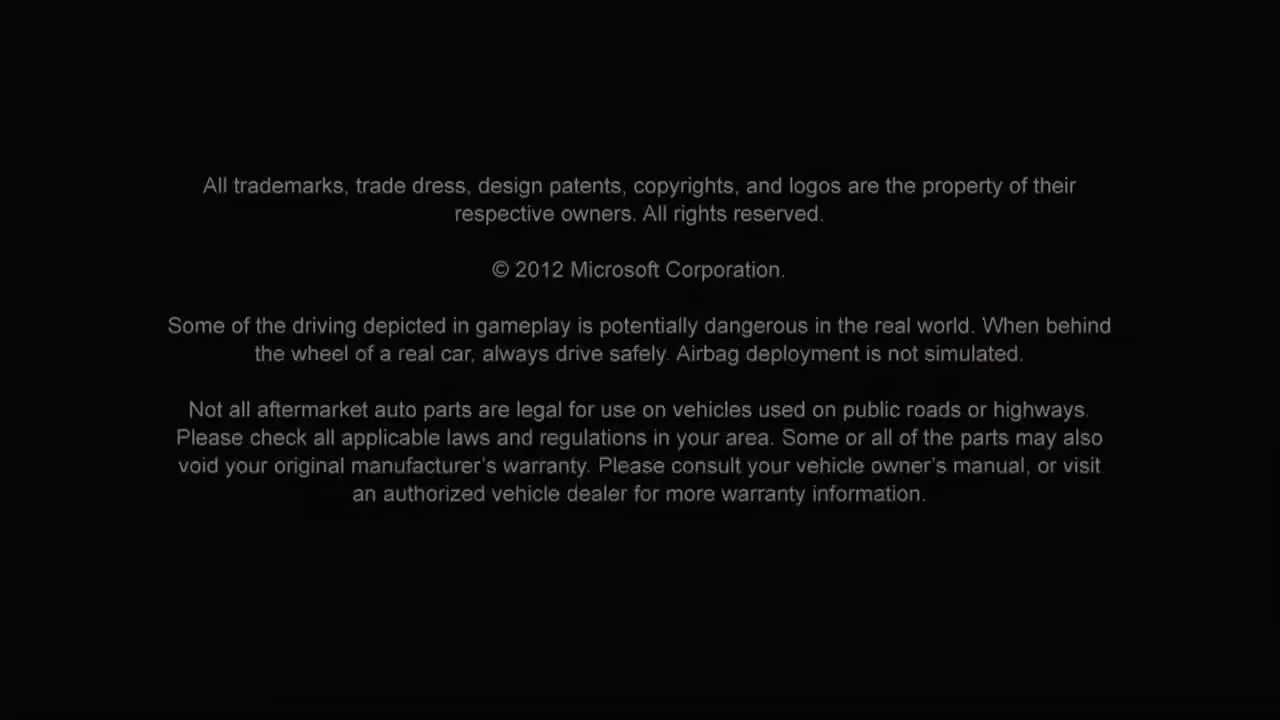 All trademarks, trade dress, design patents, copyrights, and logos are the property of their
respective owners. All rights reserved.
© 2012 Microsoft Corporation.
Some of the driving depicted in gameplay is potentially dangerous in the real world. When behind
the wheel of a real car, always drive safely. Airbag deployment is not simulated.
Not all aftermarket auto parts are legal for use on vehicles used on public roads or highways.
Please check all applicable laws and regulations in your area. Some or all of the parts may also
void your original manufacturer’s warranty. Please consult your vehicle owner’s manual, or visit
an authorized vehicle dealer for more warranty information.